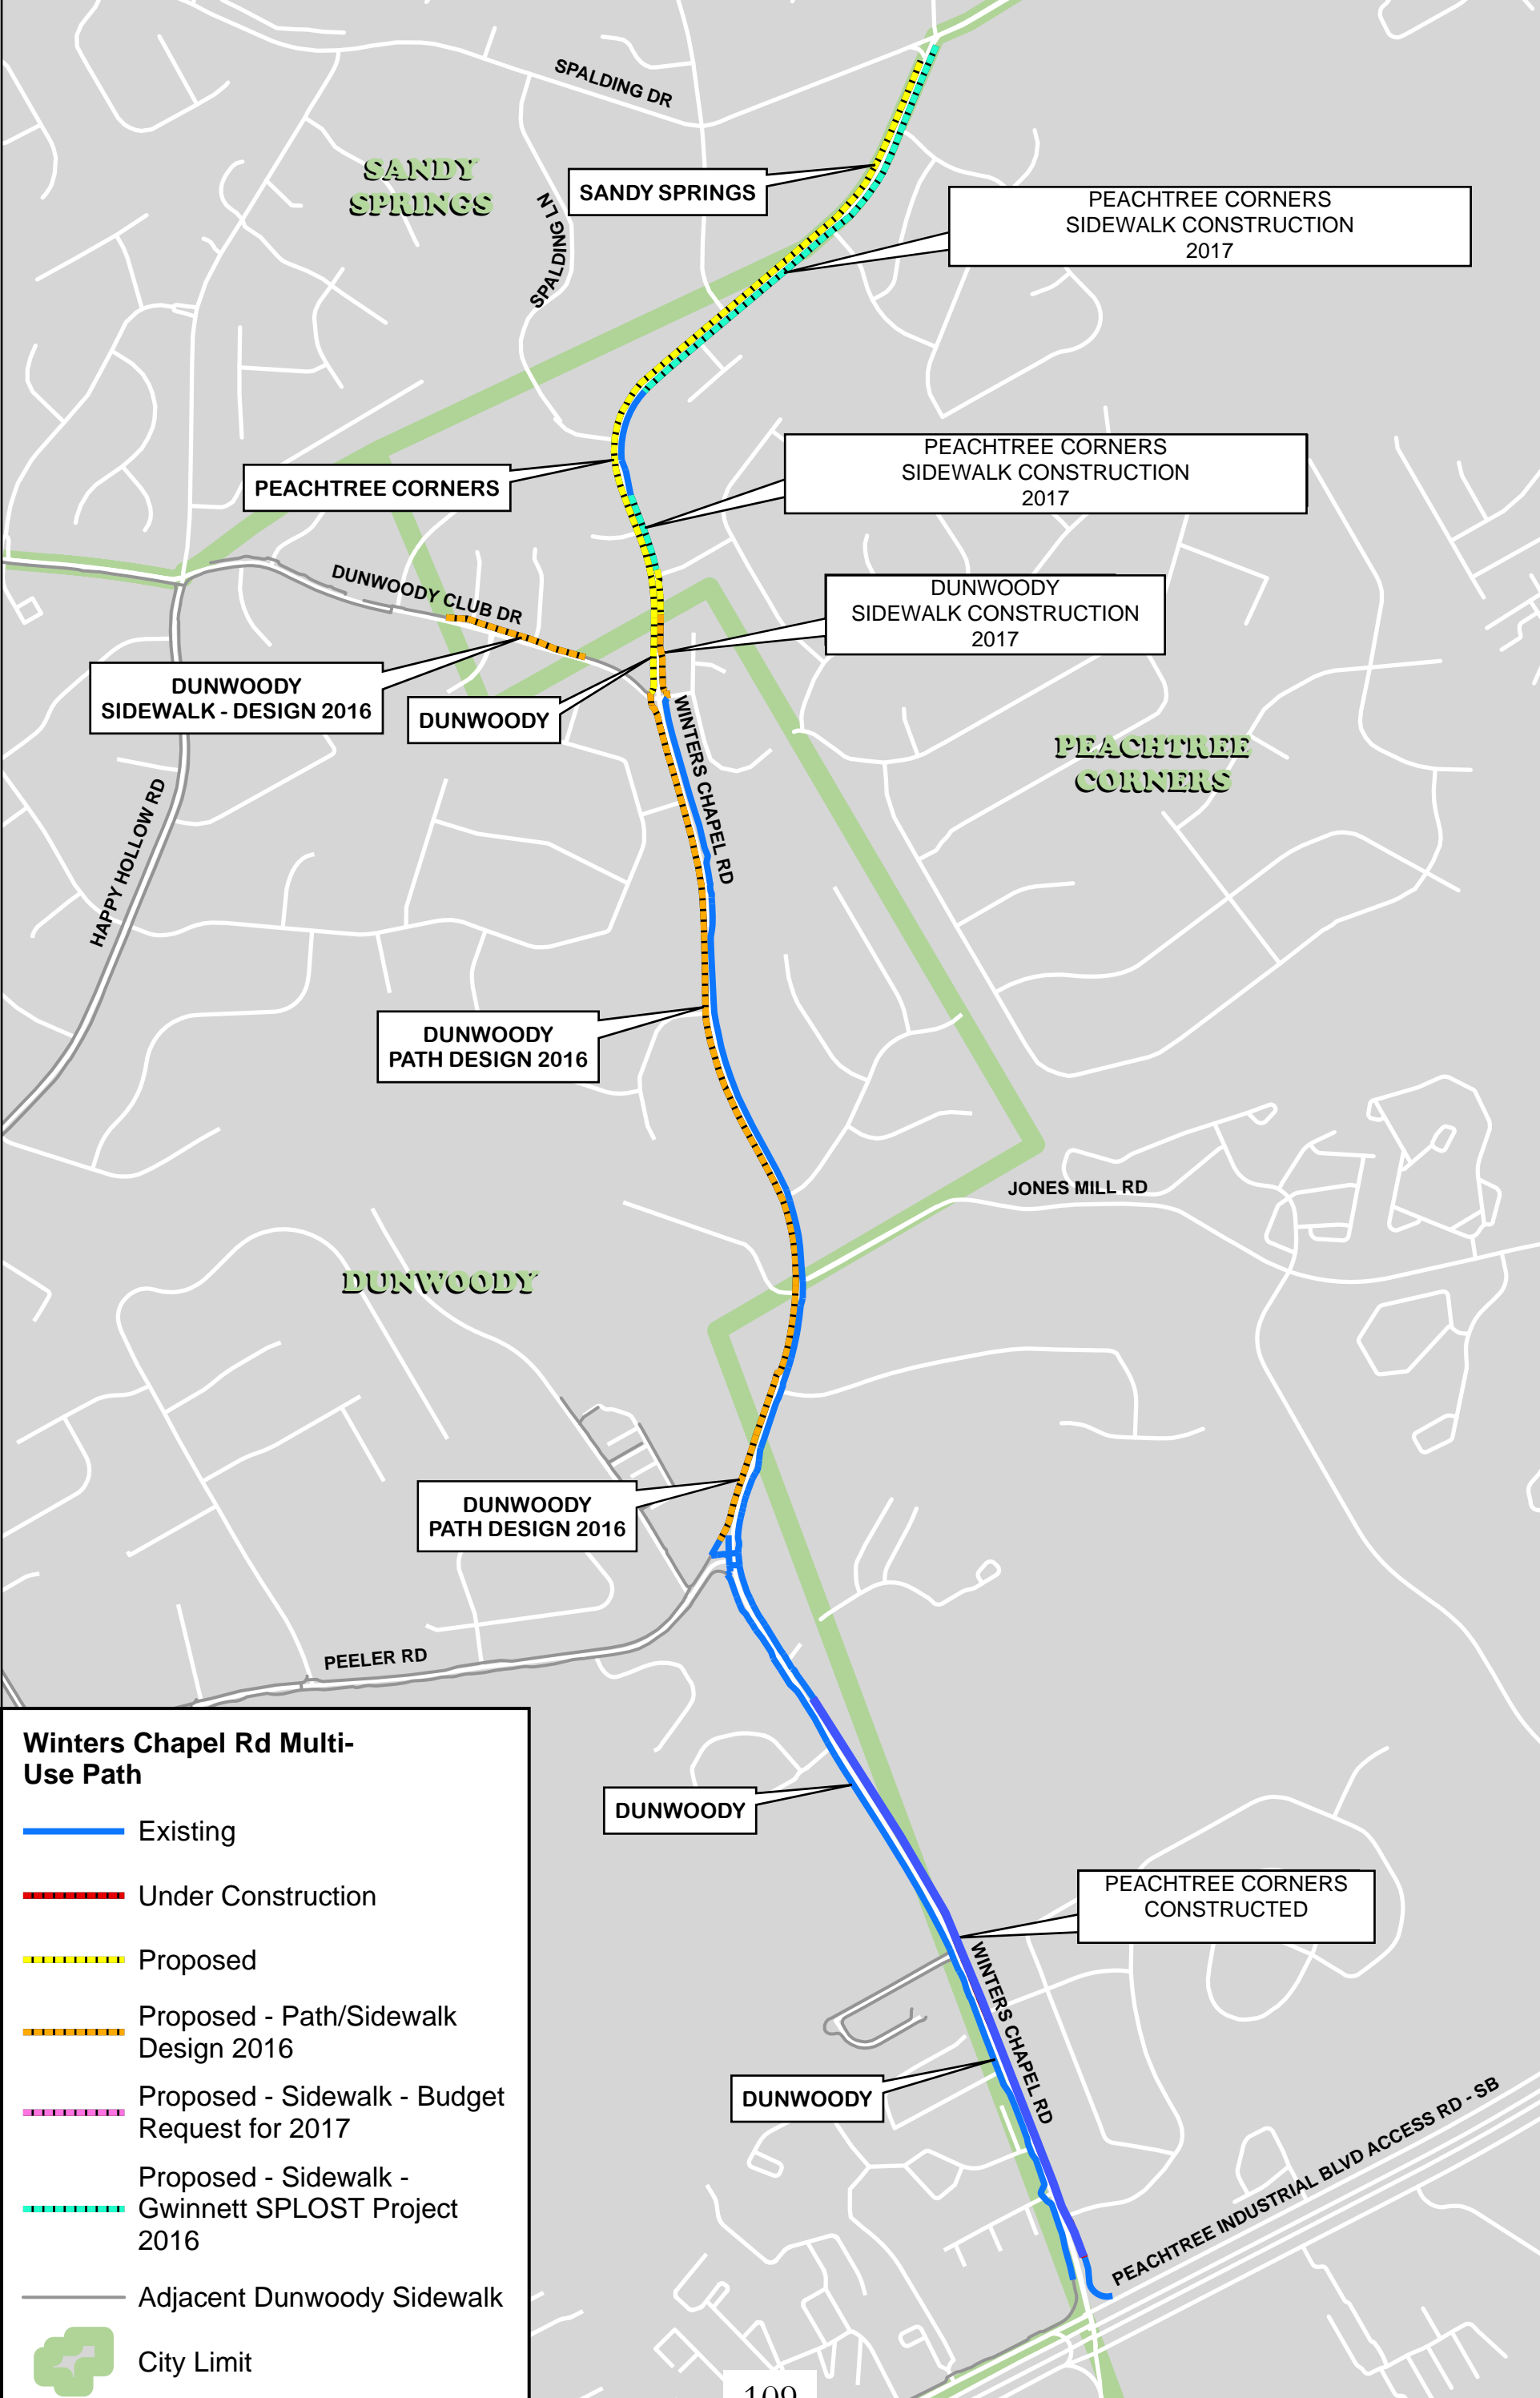 SPALDING DR
SANDY
SPRINGS
SPALDING LN
SANDY SPRINGS
PEACHTREE CORNERS
SIDEWALK CONSTRUCTION
2017
PEACHTREE CORNERS
SIDEWALK CONSTRUCTION
2017
PEACHTREE CORNERS
DUNWOODY CLUB DR
DUNWOODY
SIDEWALK CONSTRUCTION
2017
DUNWOODY
SIDEWALK - DESIGN 2016
DUNWOODY
WINTERS CHAPEL RD
PEACHTREE
CORNERS
HAPPY HOLLOW RD
DUNWOODY
PATH DESIGN 2016
JONES MILL RD
DUNWOODY
DUNWOODY
PATH DESIGN 2016
PEELER RD
DUNWOODY
PEACHTREE CORNERS
CONSTRUCTED
WINTERS CHAPEL RD
DUNWOODY
PEACHTREE INDUSTRIAL BLVD ACCESS RD - SB
Winters Chapel Rd Multi-
Use Path
Existing
Under Construction
Proposed
Proposed - Path/Sidewalk
Design 2016
Proposed - Sidewalk - Budget
Request for 2017
Proposed - Sidewalk -
Gwinnett SPLOST Project
2016
Adjacent Dunwoody Sidewalk
City Limit
109